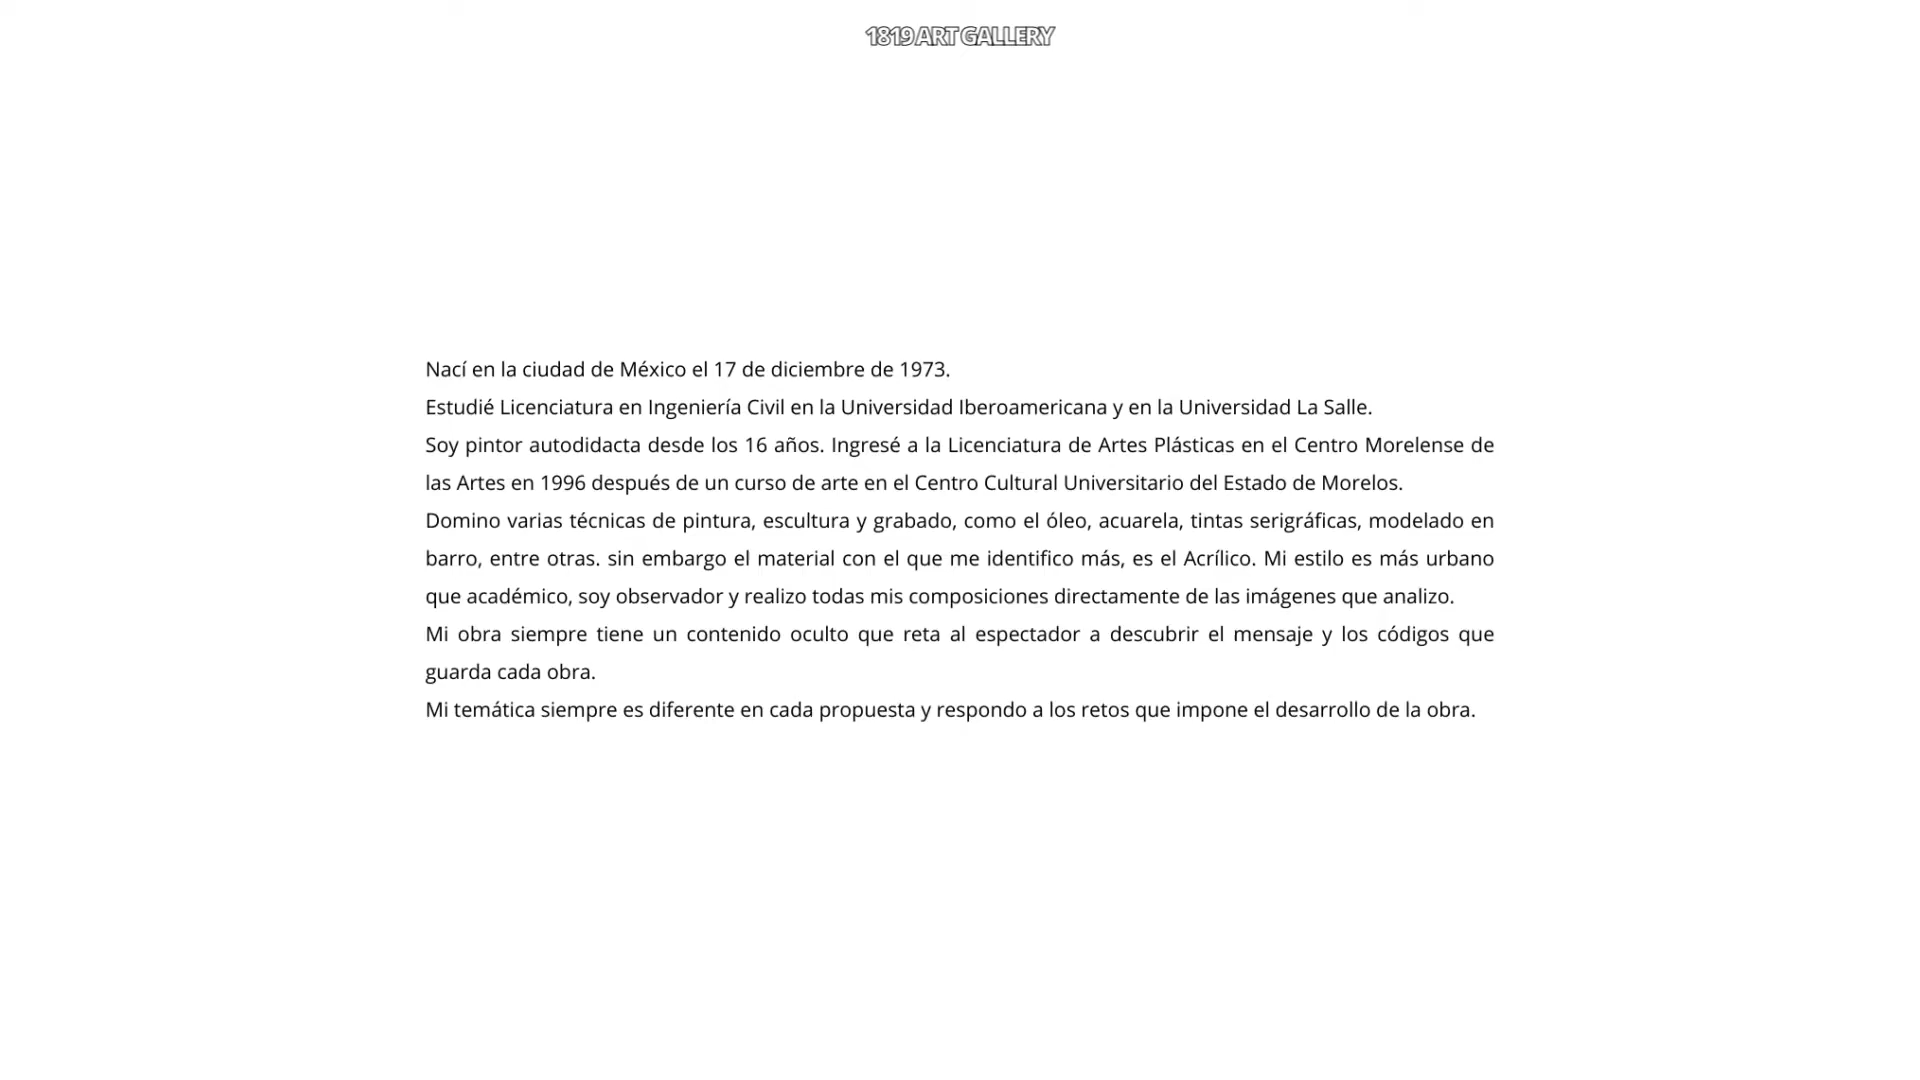 1819 ART GALLERY
Nací en la ciudad de México el 17 de diciembre de 1973.
Estudié Licenciatura en Ingeniería Civil en la Universidad Iberoamericana y en la Universidad La Salle.
Soy pintor autodidacta desde los 16 años. Ingresé a la Licenciatura de Artes Plásticas en el Centro Morelense de
las Artes en 1996 después de un curso de arte en el Centro Cultural Universitario del Estado de Morelos.
Domino varias técnicas de pintura, escultura y grabado, como el óleo, acuarela, tintas serigráficas, modelado en
barro, entre otras. sin embargo el material con el que me identifico más, es el Acrílico. Mi estilo es más urbano
que académico, soy observador y realizo todas mis composiciones directamente de las imágenes que analizo.
Mi obra siempre tiene un contenido oculto que reta al espectador a descubrir el mensaje y los códigos que
guarda cada obra.
Mi temática siempre es diferente en cada propuesta y respondo a los retos que impone el desarrollo de la obra.